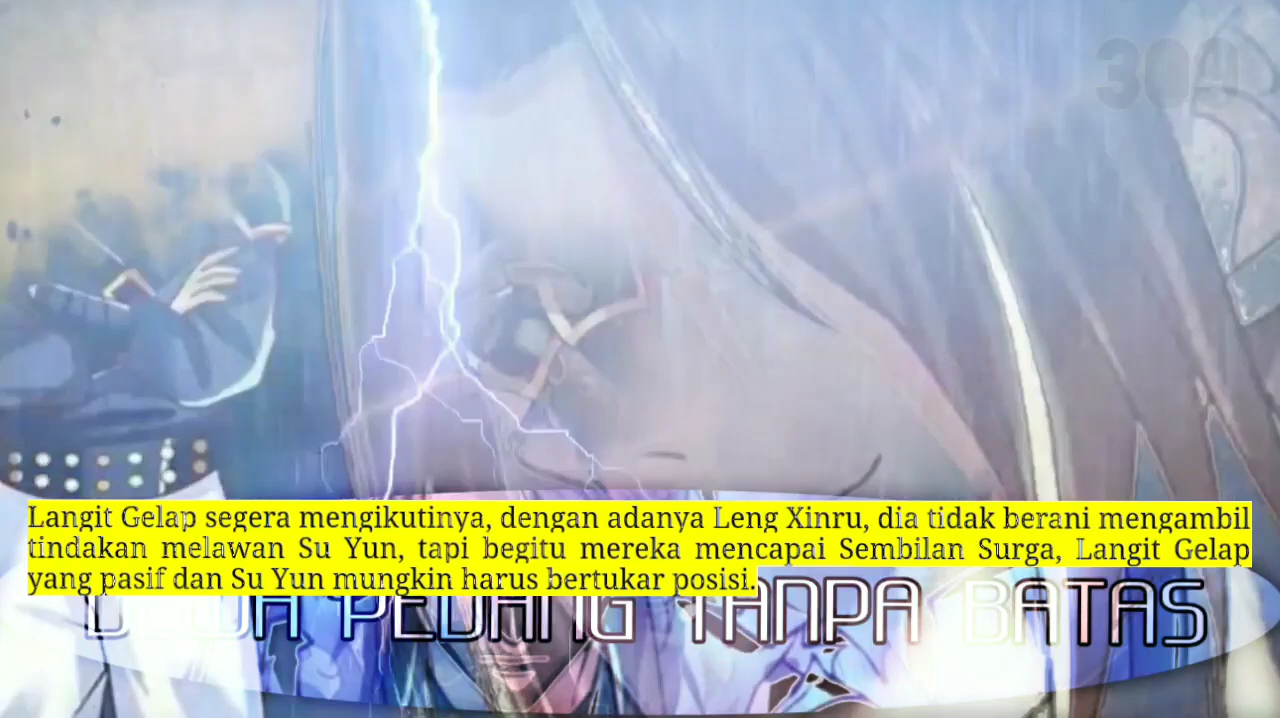 300
Langit Gelap segera mengikutinya, dengan adanya Leng Xinru, dia tidak berani mengambil
tindakan melawan Su Yun, tapi begitu mereka mencapai Sembilan Surga, Langit Gelap
yang pasif dan Su Yun mungkin harus bertukar posisi.
PEDANG TANPA BATAS